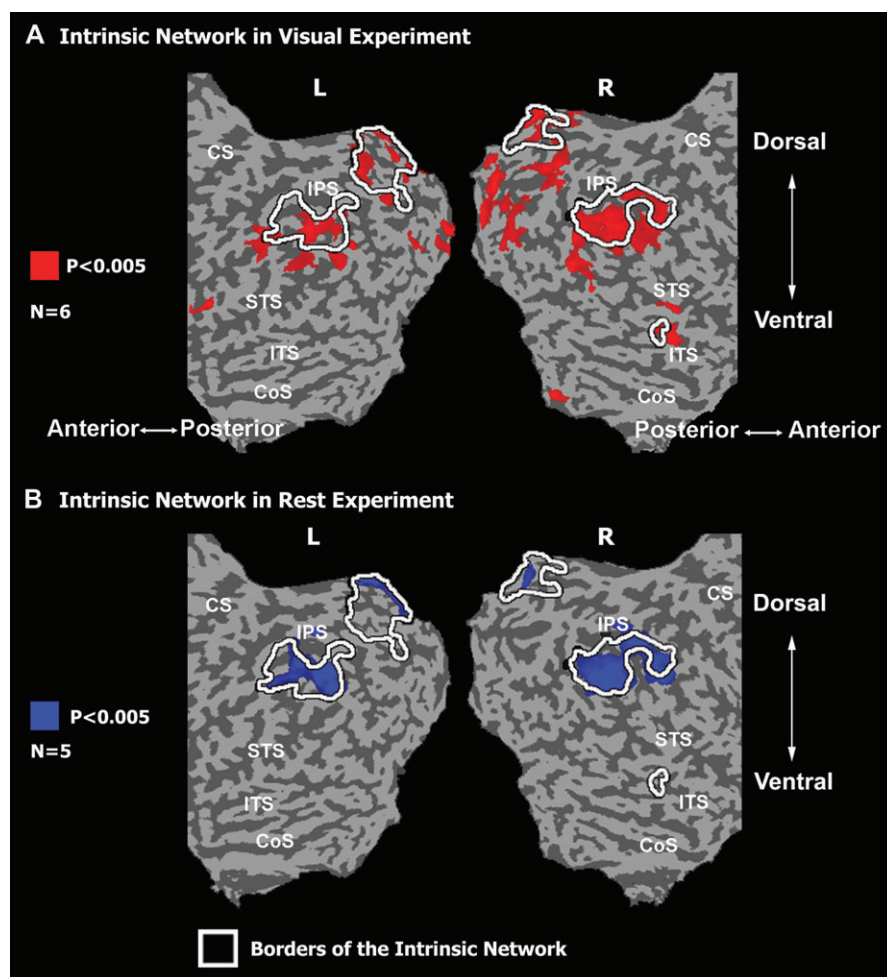 A Intrinsic Network in Visual Experiment
L R
CS CS Dorsal
IPS IPS
P<0.005
N=6
STS STS
Ventral
ITS ITS
CoS CoS
Anterior↔Posterior Posterior↔Anterior
B Intrinsic Network in Rest Experiment
L R
CS CS Dorsal
IPS IPS
P<0.005
N=5
STS STS
Ventral
ITS ITS
CoS CoS
Borders of the Intrinsic Network